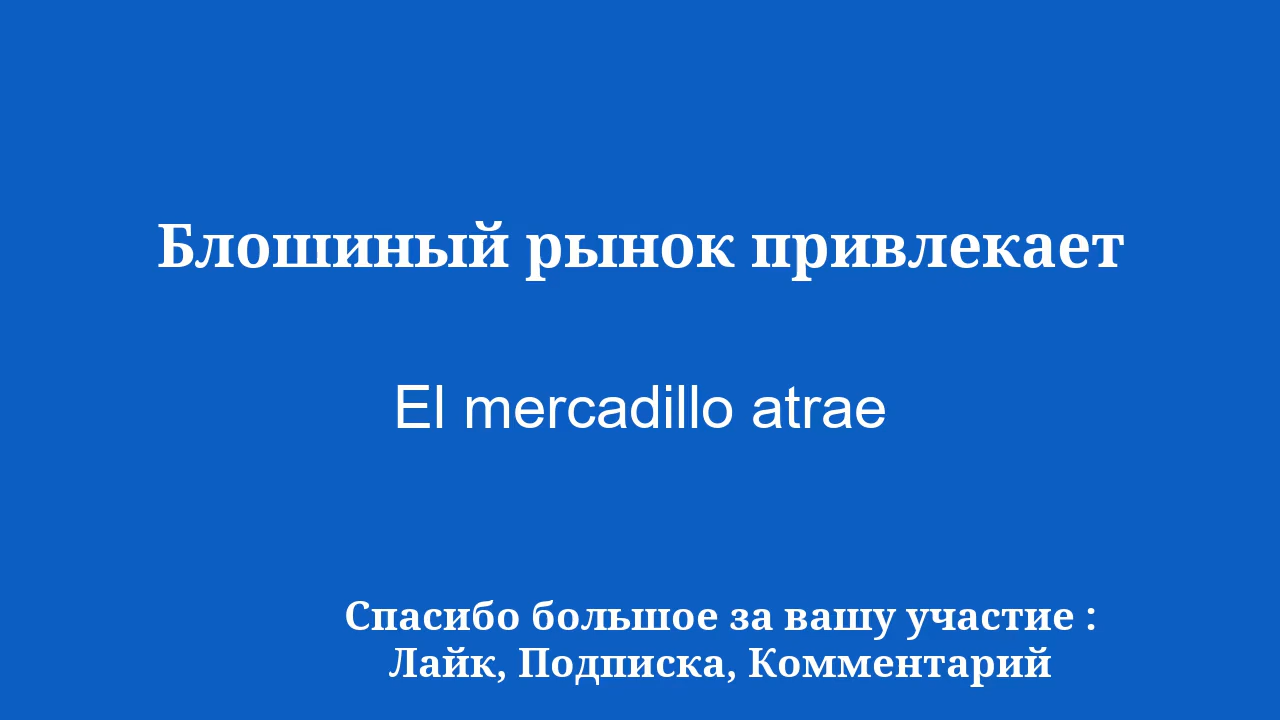 Блошиный рынок привлекает
El mercadillo atrae
Спасибо большое за вашу участие :
Лайк, Подписка, Комментарий